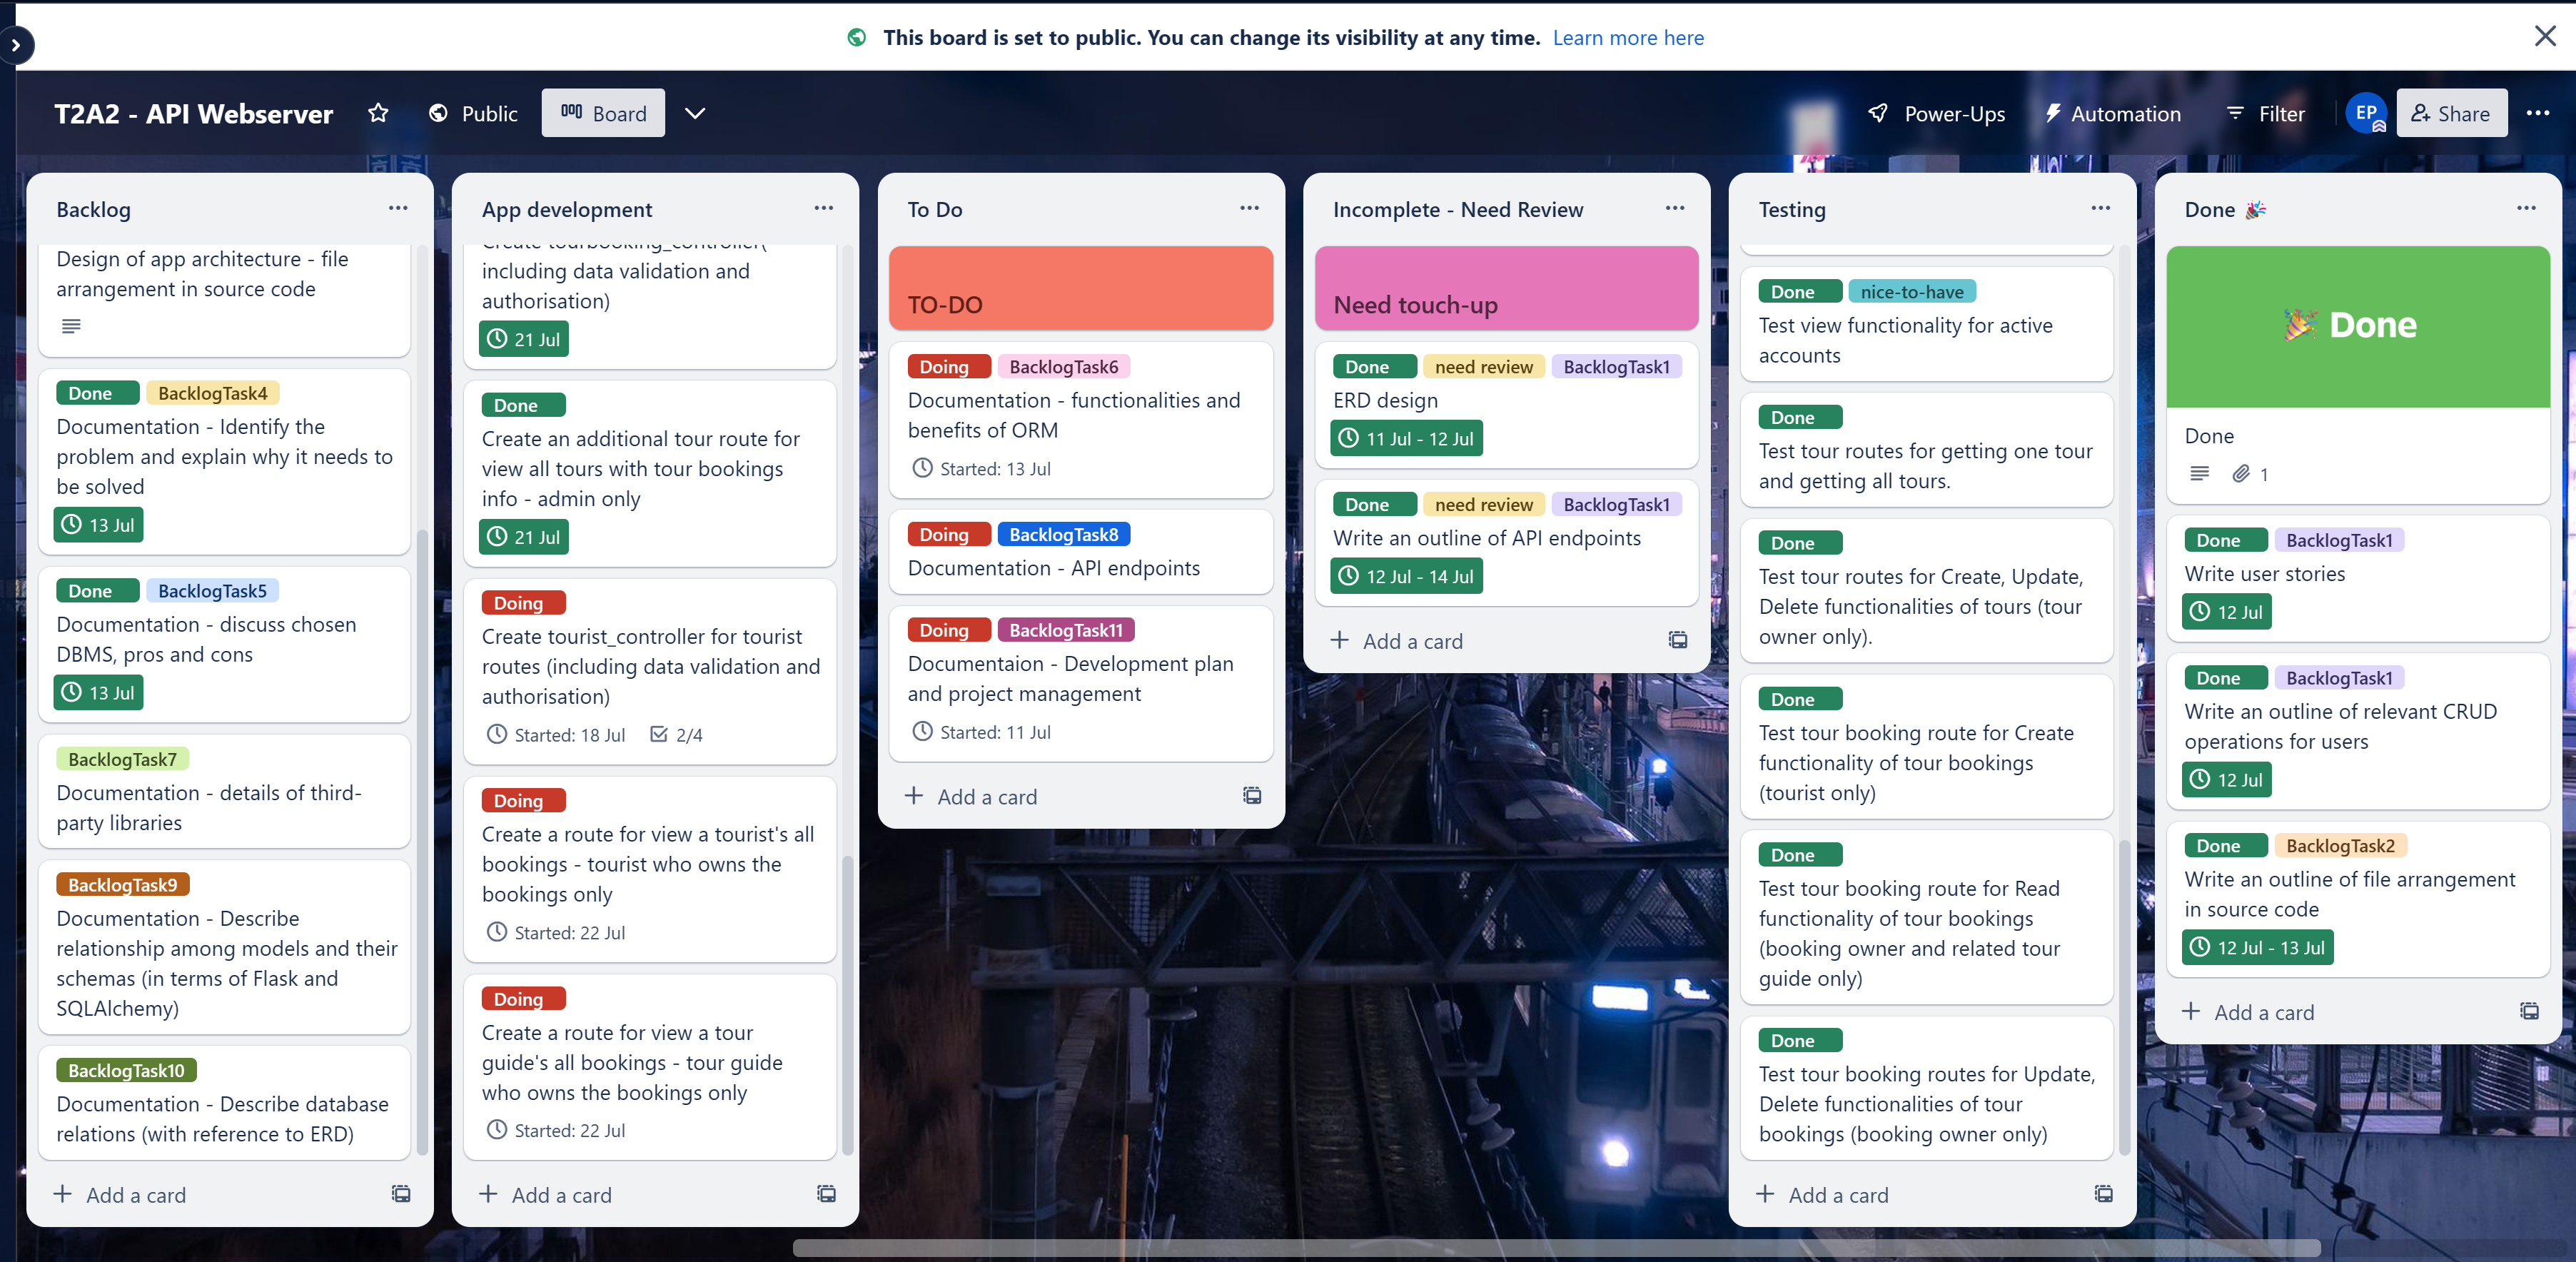 This board is set to public. You can change its visibility at any time. Learn more here
T2A2 - API Webserver
Public
Board
Power-Ups
Automation
Filter
EP
Share
Backlog
Design of app architecture - file
arrangement in source code
Done BacklogTask4
Documentation - Identify the
problem and explain why it needs to
be solved
13 Jul
Done BacklogTask5
Documentation - discuss chosen
DBMS, pros and cons
13 Jul
BacklogTask7
Documentation - details of third-
party libraries
BacklogTask9
Documentation - Describe
relationship among models and their
schemas (in terms of Flask and
SQLAlchemy)
BacklogTask10
Documentation - Describe database
relations (with reference to ERD)
Add a card
App development
Create tourbooking_controller(
including data validation and
authorisation)
21 Jul
Done
Create an additional tour route for
view all tours with tour bookings
info - admin only
21 Jul
Doing
Create tourist_controller for tourist
routes (including data validation and
authorisation)
Started: 18 Jul 2/4
Doing
Create a route for view a tourist's all
bookings - tourist who owns the
bookings only
Started: 22 Jul
Doing
Create a route for view a tour
guide's all bookings - tour guide
who owns the bookings only
Started: 22 Jul
Add a card
To Do
TO-DO
Doing BacklogTask6
Documentation - functionalities and
benefits of ORM
Started: 13 Jul
Doing BacklogTask8
Documentation - API endpoints
Doing BacklogTask11
Documentaion - Development plan
and project management
Started: 11 Jul
Add a card
Incomplete - Need Review
Need touch-up
Done need review BacklogTask1
ERD design
11 Jul - 12 Jul
Done need review BacklogTask1
Write an outline of API endpoints
12 Jul - 14 Jul
Add a card
Testing
Done nice-to-have
Test view functionality for active
accounts
Done
Test tour routes for getting one tour
and getting all tours.
Done
Test tour routes for Create, Update,
Delete functionalities of tours (tour
owner only).
Done
Test tour booking route for Create
functionality of tour bookings
(tourist only)
Done
Test tour booking route for Read
functionality of tour bookings
(booking owner and related tour
guide only)
Done
Test tour booking routes for Update,
Delete functionalities of tour
bookings (booking owner only)
Add a card
Done 🎉
🎉 Done
Done
1
Done BacklogTask1
Write user stories
12 Jul
Done BacklogTask1
Write an outline of relevant CRUD
operations for users
12 Jul
Done BacklogTask2
Write an outline of file arrangement
in source code
12 Jul - 13 Jul
Add a card